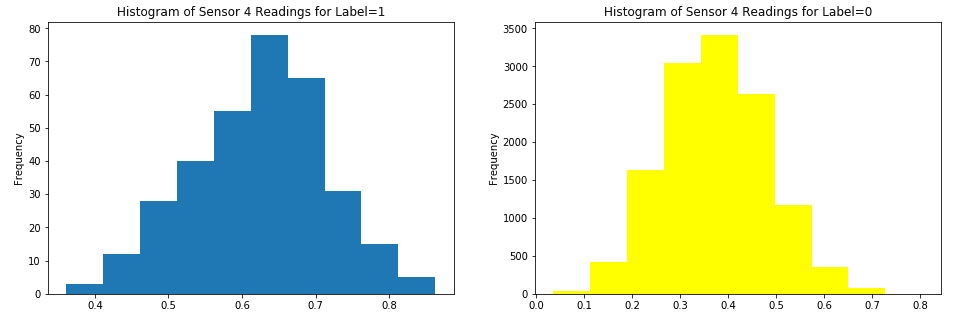 Histogram of Sensor 4 Readings for Label=1
Frequency
80
70
60
50
40
30
20
10
0
0.4 0.5 0.6 0.7 0.8
Histogram of Sensor 4 Readings for Label=0
Frequency
3500
3000
2500
2000
1500
1000
500
0
0.0 0.1 0.2 0.3 0.4 0.5 0.6 0.7 0.8